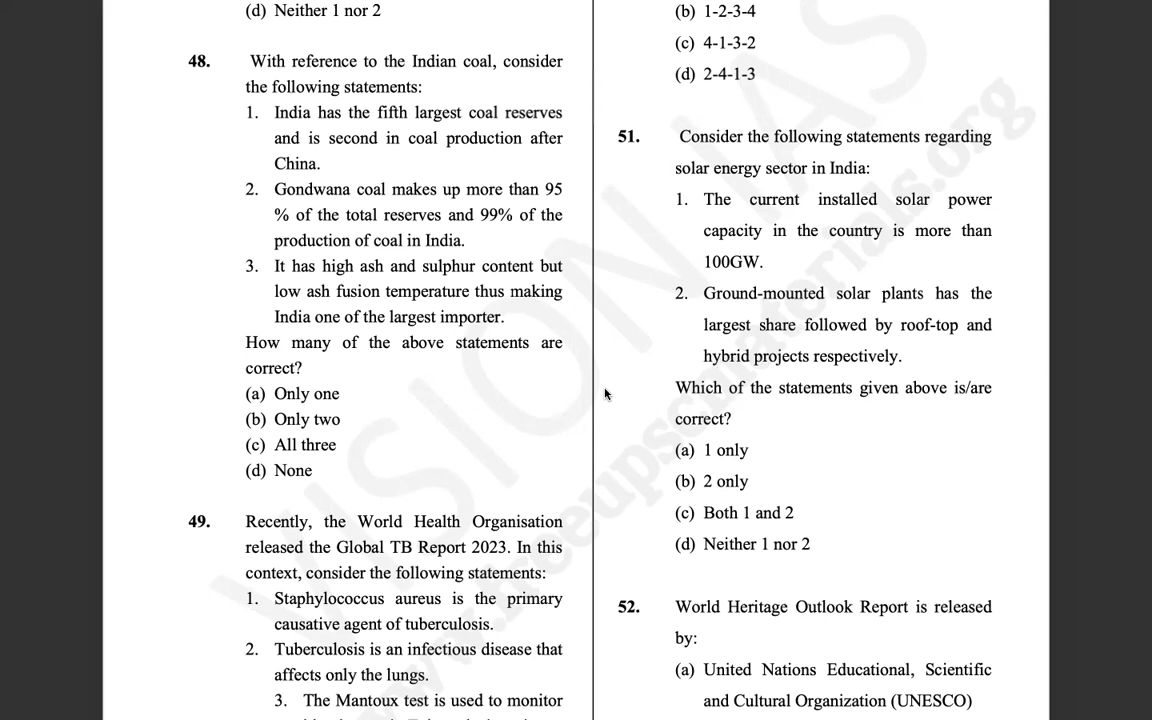 (d) Neither 1 nor 2
48. With reference to the Indian coal, consider
the following statements:
1. India has the fifth largest coal reserves
and is second in coal production after
China.
2. Gondwana coal makes up more than 95
% of the total reserves and 99% of the
production of coal in India.
3. It has high ash and sulphur content but
low ash fusion temperature thus making
India one of the largest importer.
How many of the above statements are
correct?
(a) Only one
(b) Only two
(c) All three
(d) None
49. Recently, the World Health Organisation
released the Global TB Report 2023. In this
context, consider the following statements:
1. Staphylococcus aureus is the primary
causative agent of tuberculosis.
2. Tuberculosis is an infectious disease that
affects only the lungs.
3. The Mantoux test is used to monitor
(b) 1-2-3-4
(c) 4-1-3-2
(d) 2-4-1-3
51. Consider the following statements regarding
solar energy sector in India:
1. The current installed solar power
capacity in the country is more than
100GW.
2. Ground-mounted solar plants has the
largest share followed by roof-top and
hybrid projects respectively.
Which of the statements given above is/are
correct?
(a) 1 only
(b) 2 only
(c) Both 1 and 2
(d) Neither 1 nor 2
52. World Heritage Outlook Report is released
by:
(a) United Nations Educational, Scientific
and Cultural Organization (UNESCO)
VISION IAS
www.freeupscmaterials.org